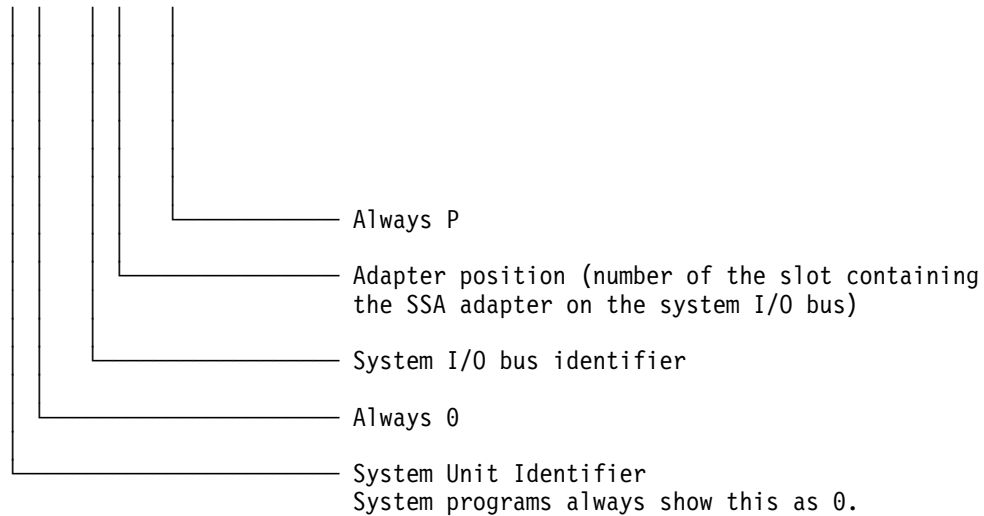 Always P
Adapter position (number of the slot containing
the SSA adapter on the system I/O bus)
System I/O bus identifier
Always 0
System Unit Identifier
System programs always show this as 0.